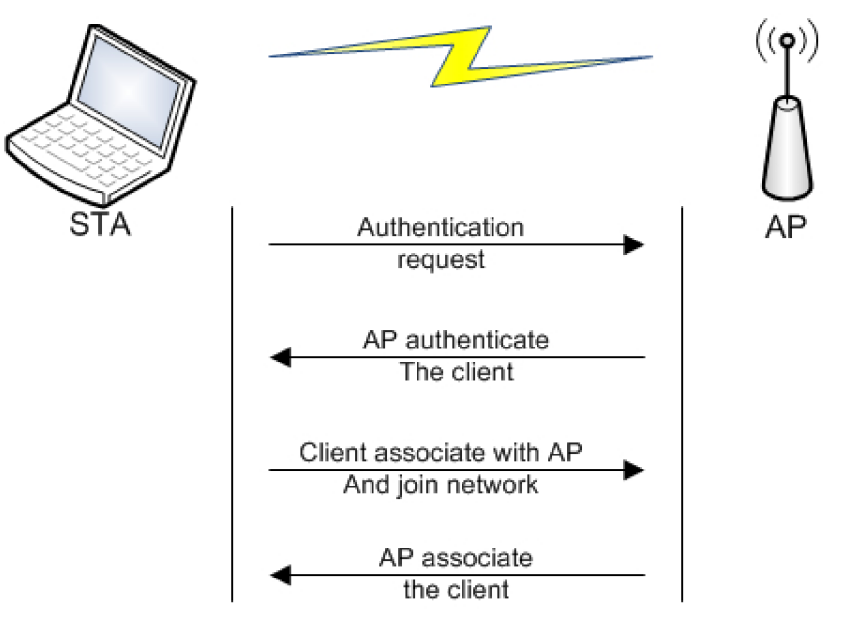 STA
AP
Authentication
request
AP authenticate
The client
Client associate with AP
And join network
AP associate
the client